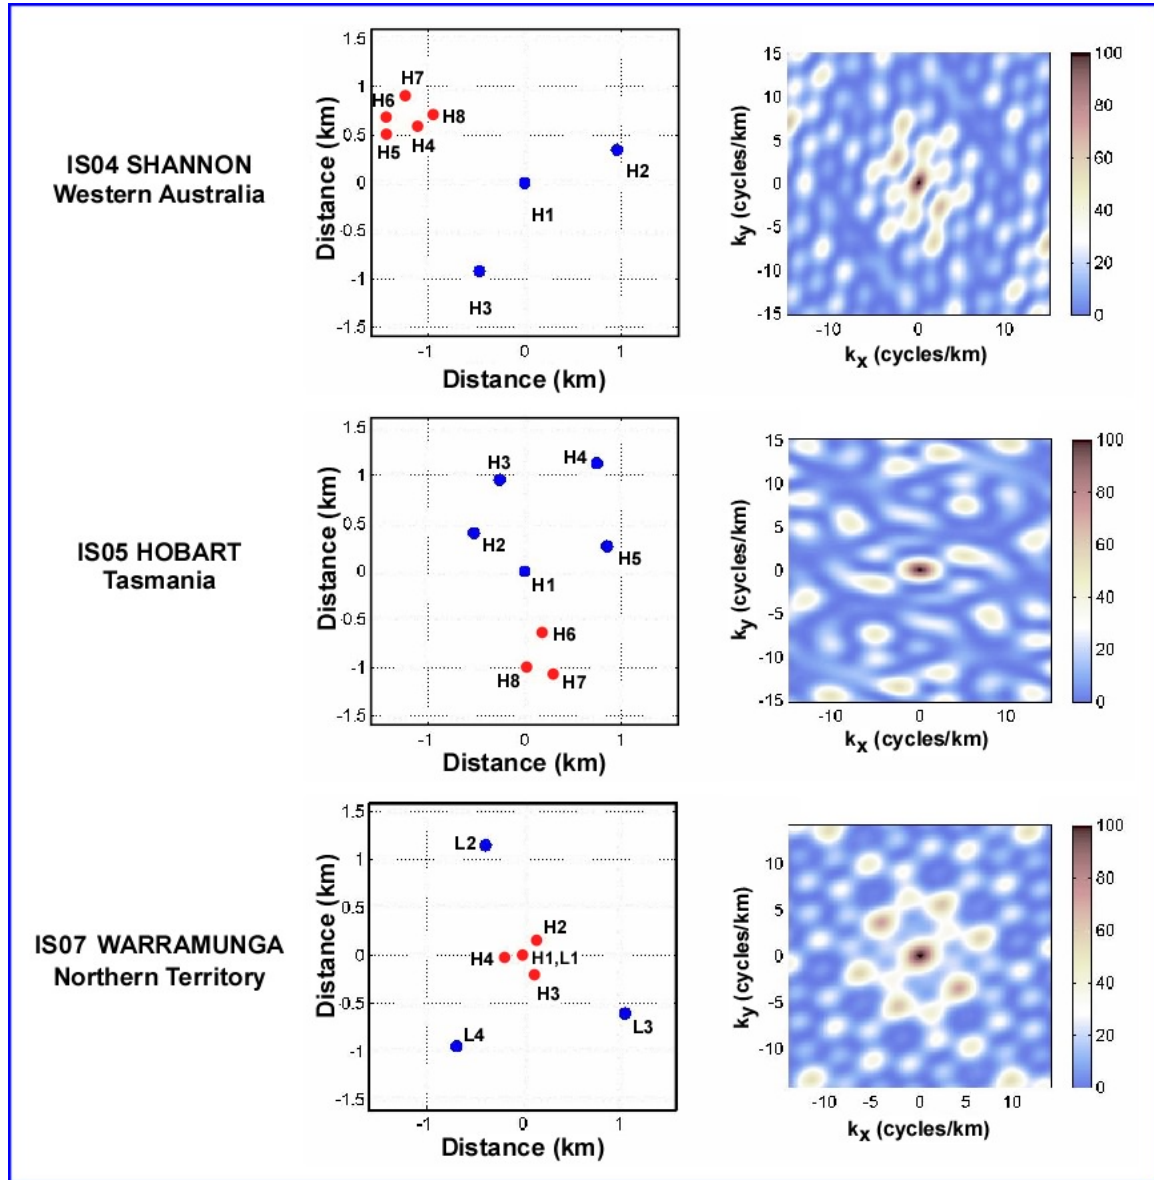 IS04 SHANNON
Western Australia
Distance (km)
1.5
1
0.5
0
-0.5
-1
-1.5
H7
H6
H8
H4
H5
H2
H1
H3
-1 0 1
Distance (km)
ky (cycles/km)
15
10
5
0
-5
-10
-15
-10 0 10
kx (cycles/km)
100
80
60
40
20
0
IS05 HOBART
Tasmania
Distance (km)
1.5
1
0.5
0
-0.5
-1
-1.5
H3 H4
H2
H5
H1
H6
H8 H7
-1 0 1
Distance (km)
ky (cycles/km)
15
10
5
0
-5
-10
-15
-10 0 10
kx (cycles/km)
100
80
60
40
20
0
IS07 WARRAMUNGA
Northern Territory
Distance (km)
1.5
1
0.5
0
-0.5
-1
-1.5
L2
H2
H4 H1,L1
H3
L3
L4
-1 0 1
Distance (km)
ky (cycles/km)
10
5
0
-5
-10
-10 -5 0 5 10
kx (cycles/km)
100
80
60
40
20
0